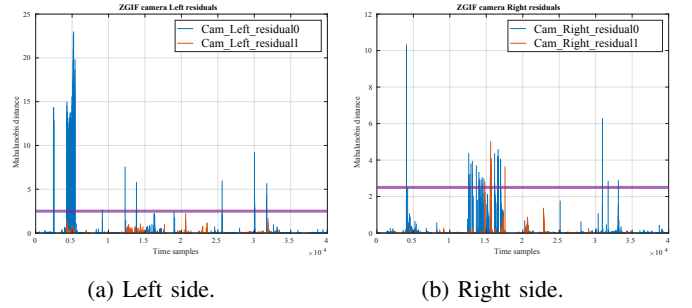 ZGIF camera Left residuals
Cam_Left_residual0
Cam_Left_residual1
Mahalanobis distance
25
20
15
10
5
0
0 0.5 1 1.5 2 2.5 3 3.5 4
Time samples
×10⁴
(a) Left side.
ZGIF camera Right residuals
Cam_Right_residual0
Cam_Right_residual1
Mahalanobis distance
12
10
8
6
4
2
0
0 0.5 1 1.5 2 2.5 3 3.5 4
Time samples
×10⁴
(b) Right side.